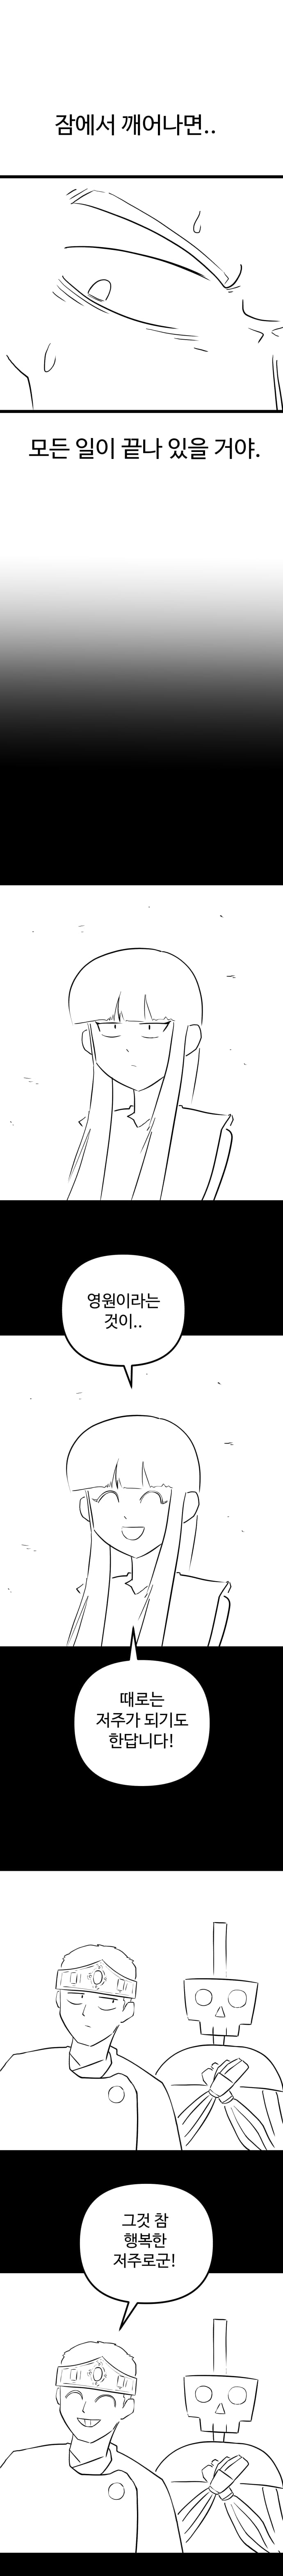 잠에서 깨어나면..
모든 일이 끝나 있을 거야.
영원이라는
것이..
때로는
저주가 되기도
한답니다!
그것 참
행복한
저주로군!